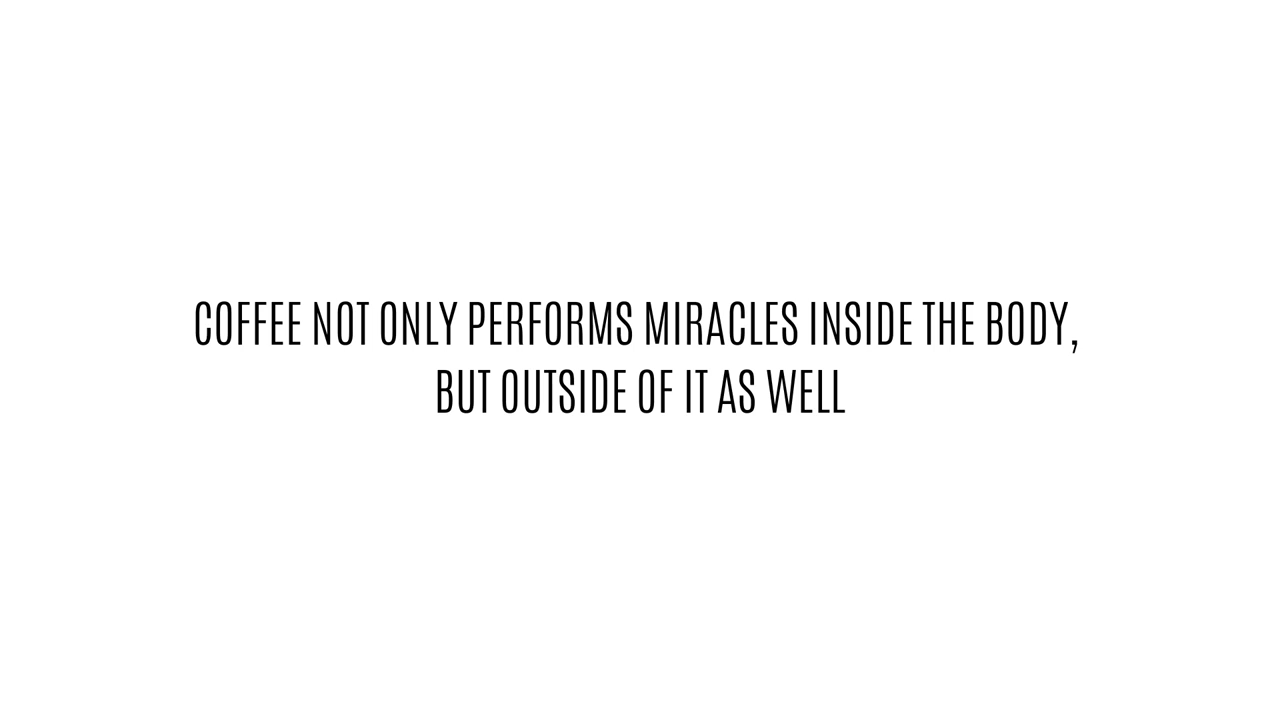 COFFEE NOT ONLY PERFORMS MIRACLES INSIDE THE BODY,
BUT OUTSIDE OF IT AS WELL